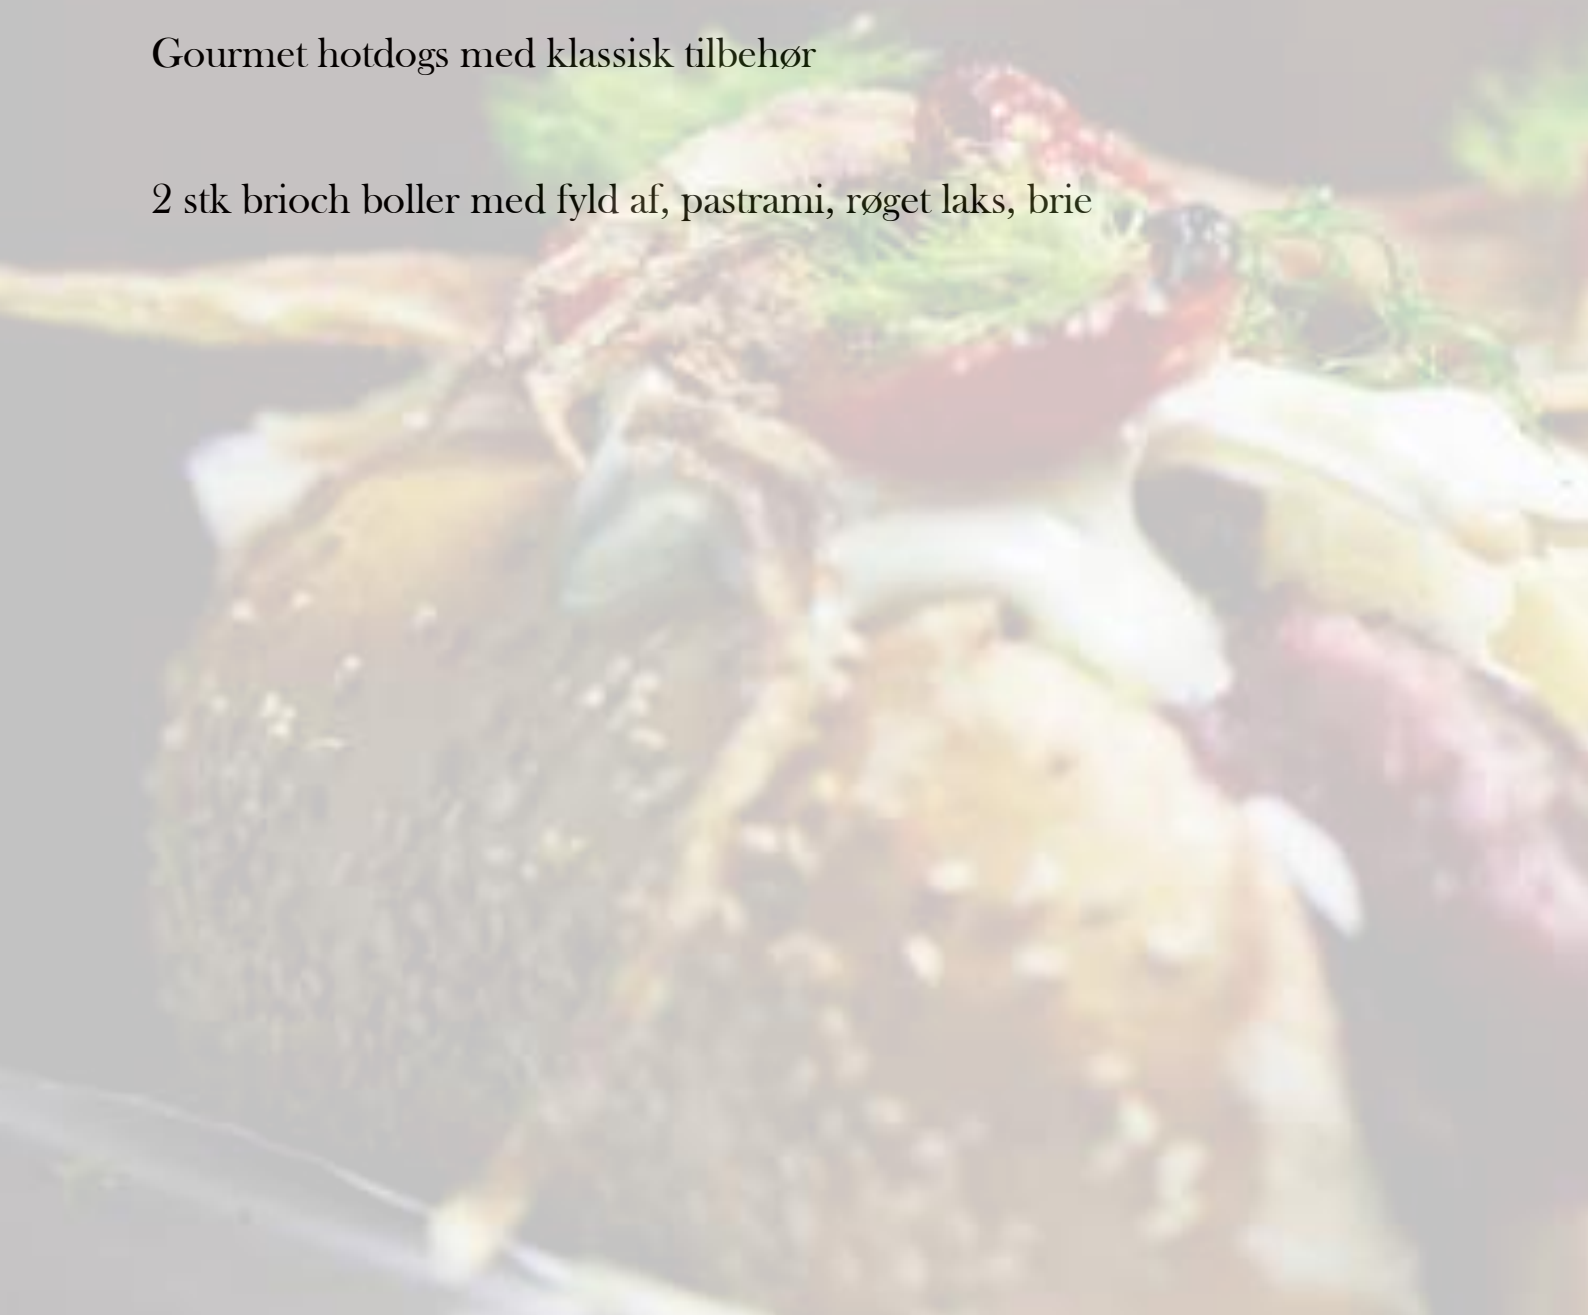 Gourmet hotdogs med klassisk tilbehør
2 stk brioch boller med fyld af, pastrami, røget laks, brie